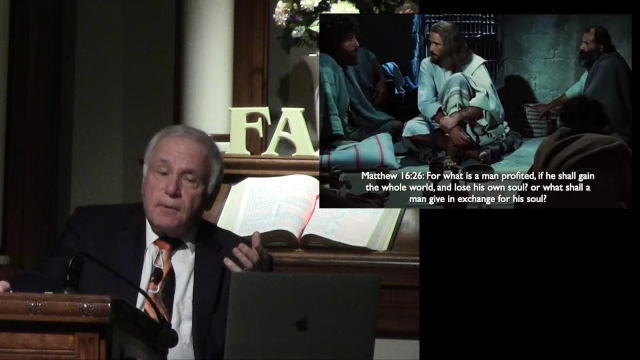 FA
Matthew 16:26: For what is a man profited, if he shall gain
the whole world, and lose his own soul? or what shall a
man give in exchange for his soul?